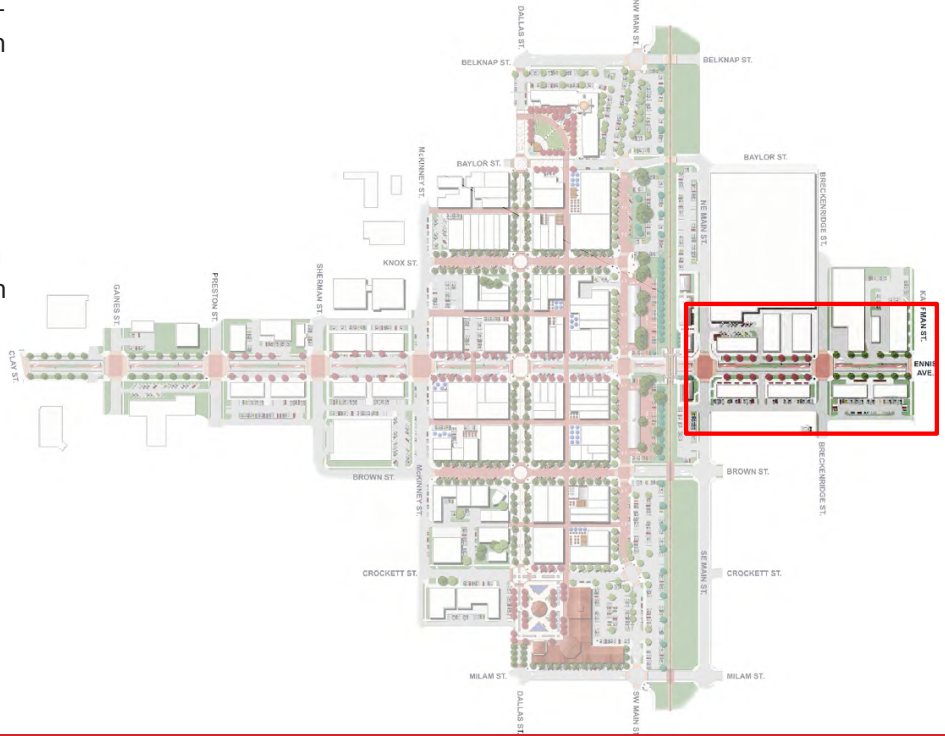 n
n
DALLAS ST.
NW MAIN ST.
BELKNAP ST.
BELKNAP ST.
McKINNEY ST.
BAYLOR ST.
BAYLOR ST.
NE MAIN ST.
BRECKENRIDGE ST.
KNOX ST.
SHERMAN ST.
PRESTON ST.
GAINES ST.
KAUFMAN ST.
CLAY ST.
ENNIS
AVE.
BROWN ST.
McKINNEY ST.
BROWN ST.
BRECKENRIDGE ST.
CROCKETT ST.
SE MAIN ST.
CROCKETT ST.
MILAM ST.
MILAM ST.
DALLAS ST.
SW MAIN ST.